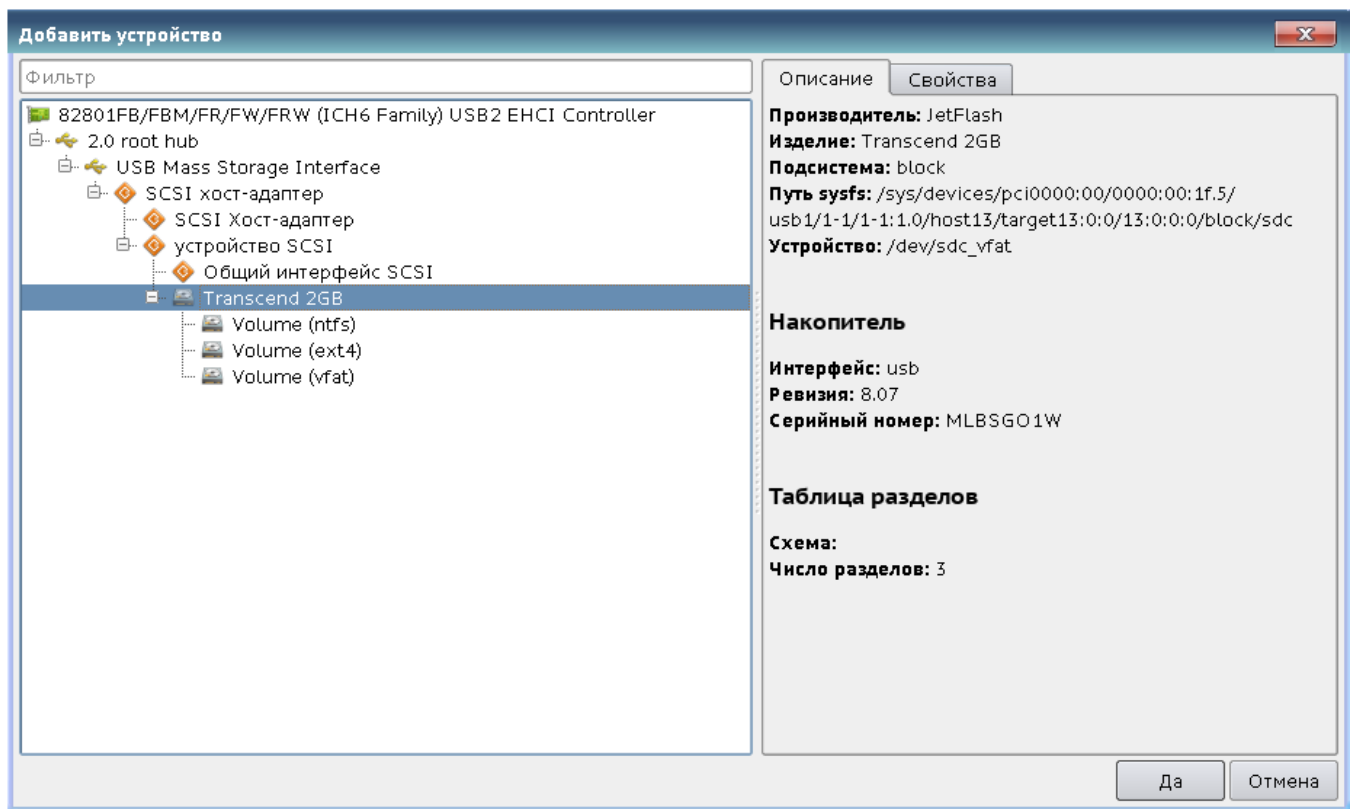 Добавить устройство
Фильтр
82801FB/FBM/FR/FW/FRW (ICH6 Family) USB2 EHCI Controller
2.0 root hub
USB Mass Storage Interface
SCSI хост-адаптер
SCSI Хост-адаптер
устройство SCSI
Общий интерфейс SCSI
Transcend 2GB
Volume (ntfs)
Volume (ext4)
Volume (vfat)
Описание Свойства
Производитель: JetFlash
Изделие: Transcend 2GB
Подсистема: block
Путь sysfs: /sys/devices/pci0000:00/0000:00:1f.5/
usb1/1-1/1-1:1.0/host13/target13:0:0/13:0:0:0/block/sdc
Устройство: /dev/sdc_vfat
Накопитель
Интерфейс: usb
Ревизия: 8.07
Серийный номер: MLBSGO1W
Таблица разделов
Схема:
Число разделов: 3
Да Отмена